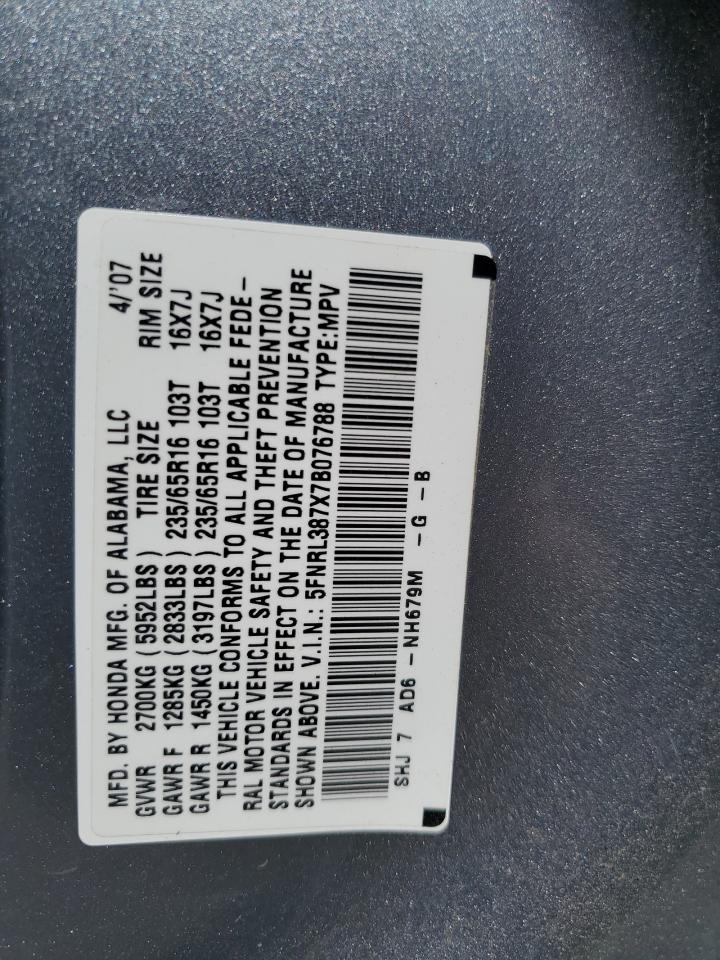 MFD. BY HONDA MFG. OF ALABAMA, LLC 4/'07
GVWR 2700KG (5952LBS) TIRE SIZE RIM SIZE
GAWR F 1285KG (2833LBS) 235/65R16 103T 16X7J
GAWR R 1450KG (3197LBS) 235/65R16 103T 16X7J
THIS VEHICLE CONFORMS TO ALL APPLICABLE FEDE-
RAL MOTOR VEHICLE SAFETY AND THEFT PREVENTION
STANDARDS IN EFFECT ON THE DATE OF MANUFACTURE
SHOWN ABOVE. V.I.N.: 5FNRL387X7B076788 TYPE:MPV
SHJ 7 AD6 -NH679M -G -B